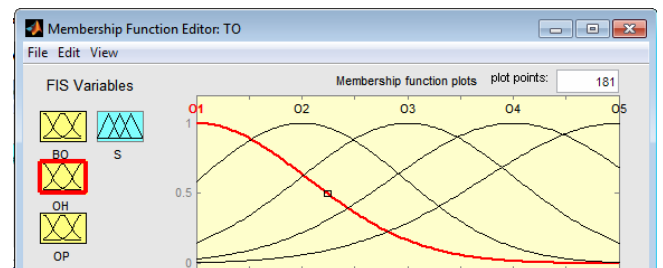 Membership Function Editor: TO
File Edit View
FIS Variables
Membership function plots plot points: 181
O1 O2 O3 O4 O5
BO S
OH
OP
1
0.5
0